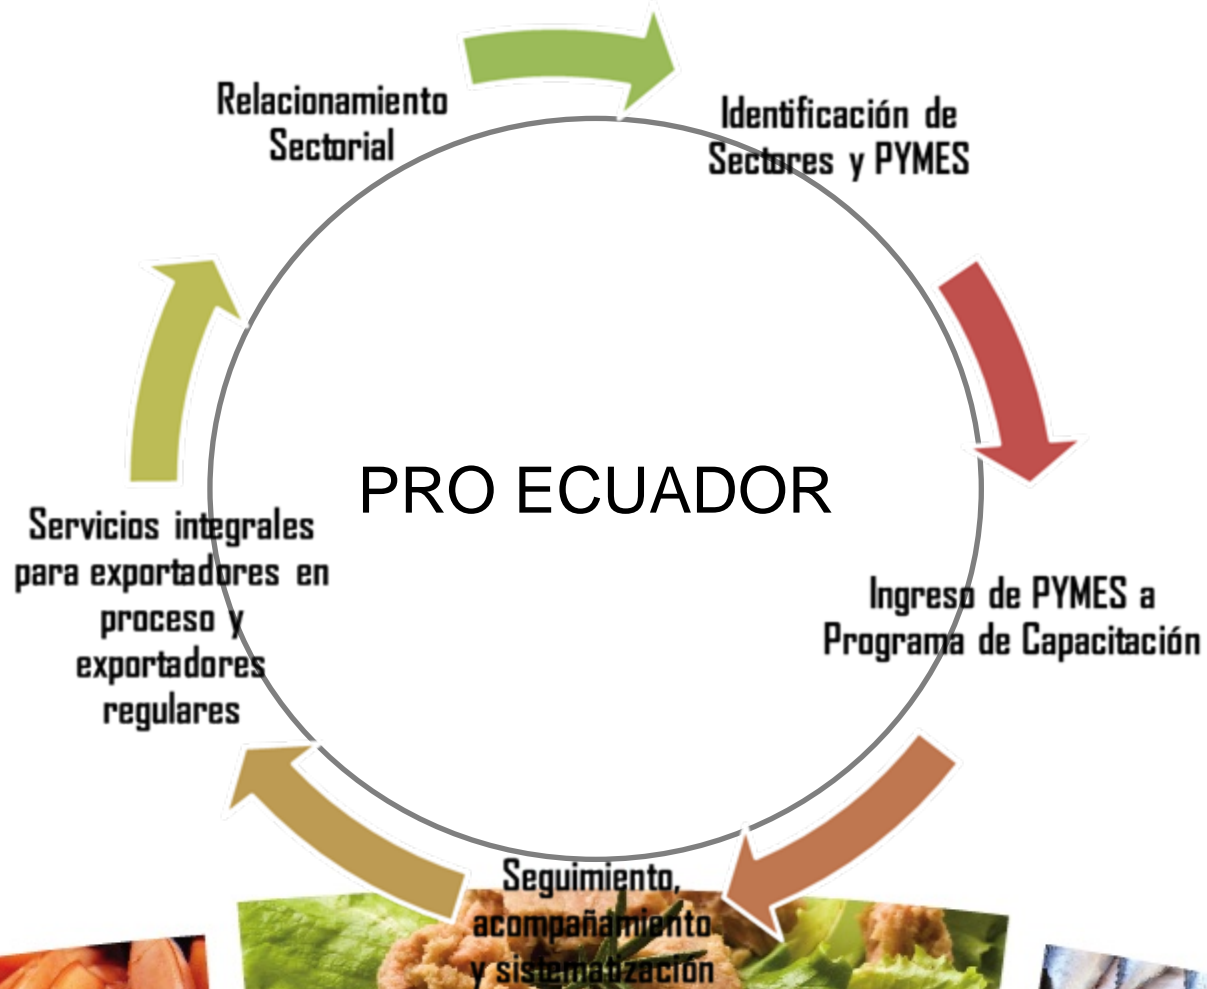 Relacionamiento
Sectorial
Identificación de
Sectores y PYMES
PRO ECUADOR
Servicios integrales
para exportadores en
proceso y
exportadores
regulares
Ingreso de PYMES a
Programa de Capacitación
Seguimiento,
acompañamiento
y sistematización